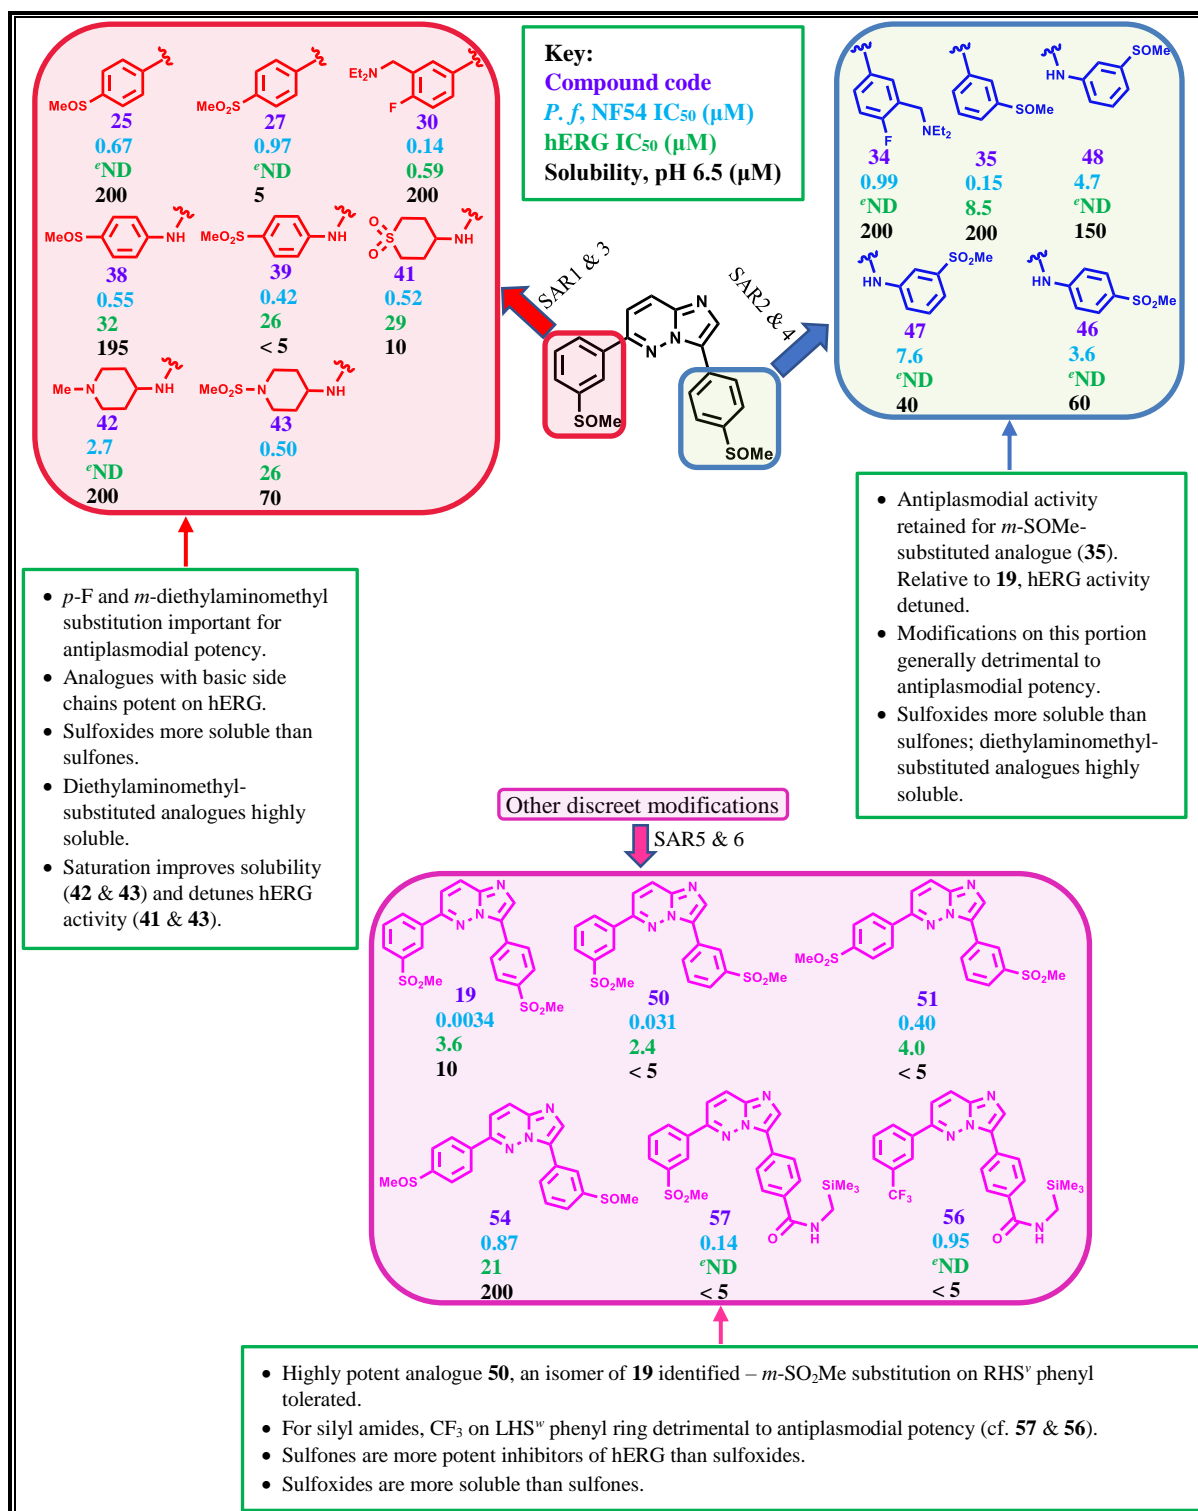 MeOS
25
0.67
eND
200
MeO2S
27
0.97
eND
5
Et2N
F
30
0.14
0.59
200
MeOS
NH
38
0.55
32
195
MeO2S
NH
39
0.42
26
< 5
O
S
O
NH
41
0.52
29
10
Me
N
NH
42
2.7
eND
200
MeO2S
N
NH
43
0.50
26
70
Key:
Compound code
P. f, NF54 IC50 (µM)
hERG IC50 (µM)
Solubility, pH 6.5 (µM)
F
NEt2
34
0.99
eND
200
SOMe
35
0.15
8.5
200
HN
SOMe
48
4.7
eND
150
HN
SO2Me
47
7.6
eND
40
HN
SO2Me
46
3.6
eND
60
SAR1 & 3
SAR2 & 4
N
N
N
SOMe
SOMe
• p-F and m-diethylaminomethyl
substitution important for
antiplasmodial potency.
• Analogues with basic side
chains potent on hERG.
• Sulfoxides more soluble than
sulfones.
• Diethylaminomethyl-
substituted analogues highly
soluble.
• Saturation improves solubility
(42 & 43) and detunes hERG
activity (41 & 43).
• Antiplasmodial activity
retained for m-SOMe-
substituted analogue (35).
Relative to 19, hERG activity
detuned.
• Modifications on this portion
generally detrimental to
antiplasmodial potency.
• Sulfoxides more soluble than
sulfones; diethylaminomethyl-
substituted analogues highly
soluble.
Other discreet modifications
SAR5 & 6
N
N
N
SO2Me
SO2Me
19
0.0034
3.6
10
N
N
N
SO2Me
SO2Me
50
0.031
2.4
< 5
N
N
N
MeO2S
SO2Me
51
0.40
4.0
< 5
N
N
N
MeOS
SOMe
54
0.87
21
200
N
N
N
SO2Me
SiMe3
O
N
H
57
0.14
eND
< 5
N
N
N
CF3
SiMe3
O
N
H
56
0.95
eND
< 5
• Highly potent analogue 50, an isomer of 19 identified – m-SO2Me substitution on RHSv phenyl
tolerated.
• For silyl amides, CF3 on LHSw phenyl ring detrimental to antiplasmodial potency (cf. 57 & 56).
• Sulfones are more potent inhibitors of hERG than sulfoxides.
• Sulfoxides are more soluble than sulfones.